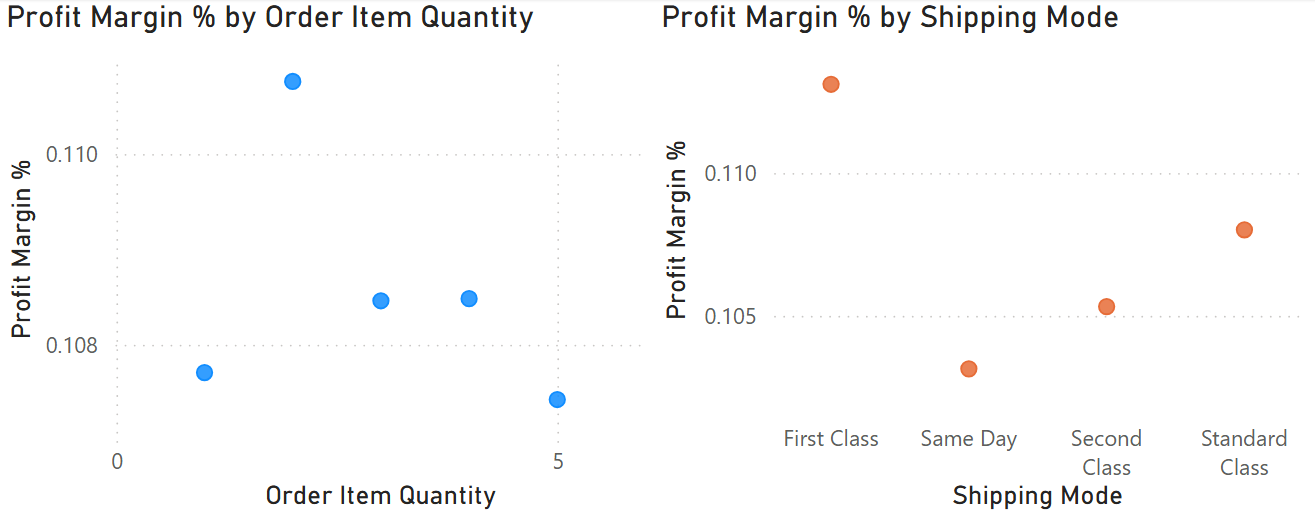 Profit Margin % by Order Item Quantity
Profit Margin %
0.110
0.108
0
5
Order Item Quantity
Profit Margin % by Shipping Mode
Profit Margin %
0.110
0.105
First Class
Same Day
Second
Class
Standard
Class
Shipping Mode